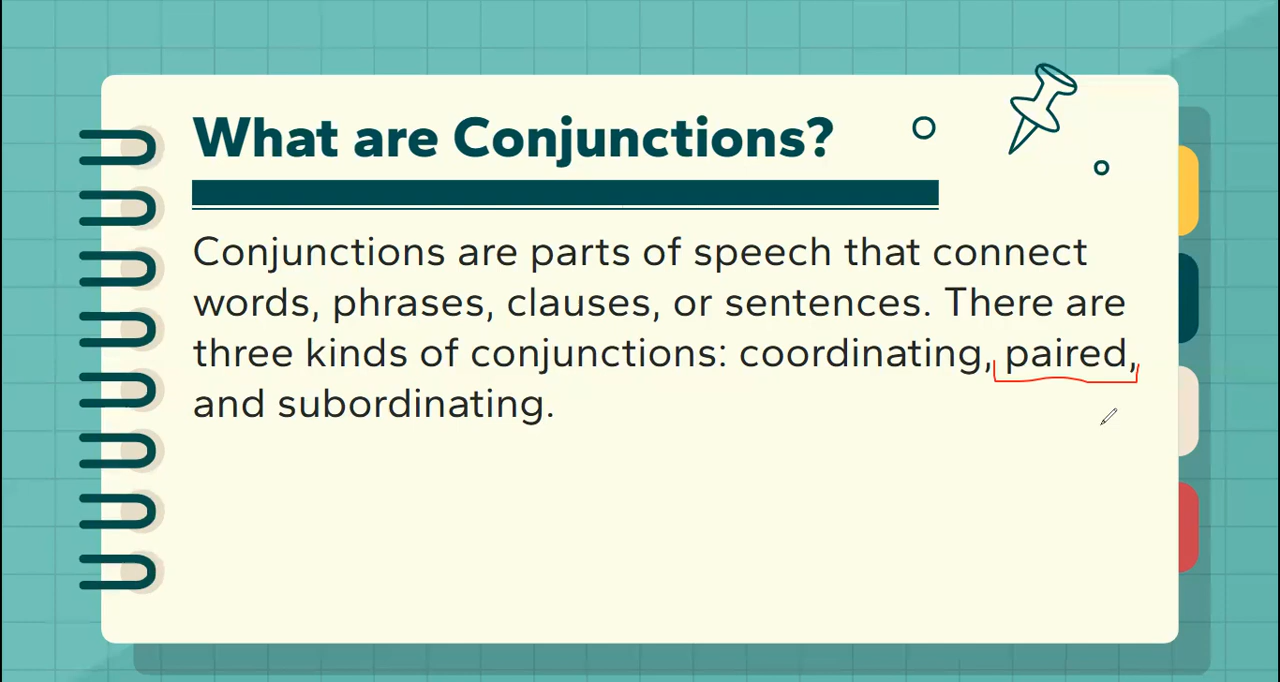 What are Conjunctions?
Conjunctions are parts of speech that connect
words, phrases, clauses, or sentences. There are
three kinds of conjunctions: coordinating, paired,
and subordinating.